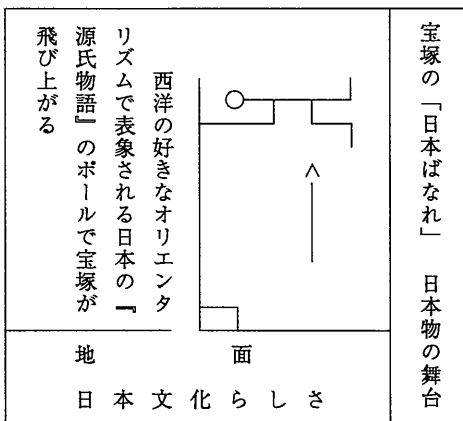 宝塚の「日本ばなれ」　日本物の舞台
西洋の好きなオリエンタ
リズムで表象される日本の『
源氏物語』のポールで宝塚が
飛び上がる
地面
日本文化らしさ